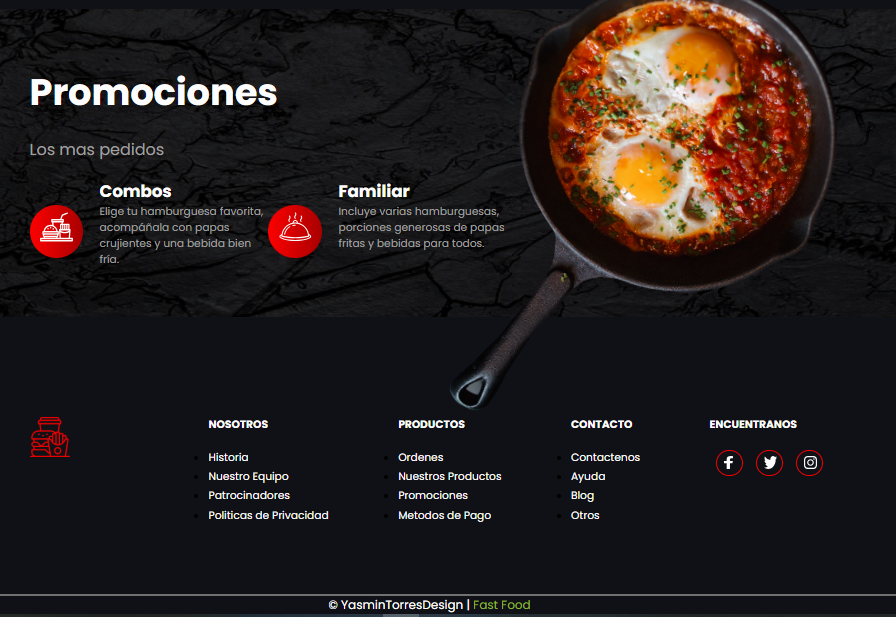 Promociones
Los mas pedidos
Combos
Elige tu hamburguesa favorita,
acompáñala con papas
crujientes y una bebida bien
fría.
Familiar
Incluye varias hamburguesas,
porciones generosas de papas
fritas y bebidas para todos.
NOSOTROS
Historia
Nuestro Equipo
Patrocinadores
Politicas de Privacidad
PRODUCTOS
Ordenes
Nuestros Productos
Promociones
Metodos de Pago
CONTACTO
Contactenos
Ayuda
Blog
Otros
ENCUENTRANOS
© YasminTorresDesign | Fast Food